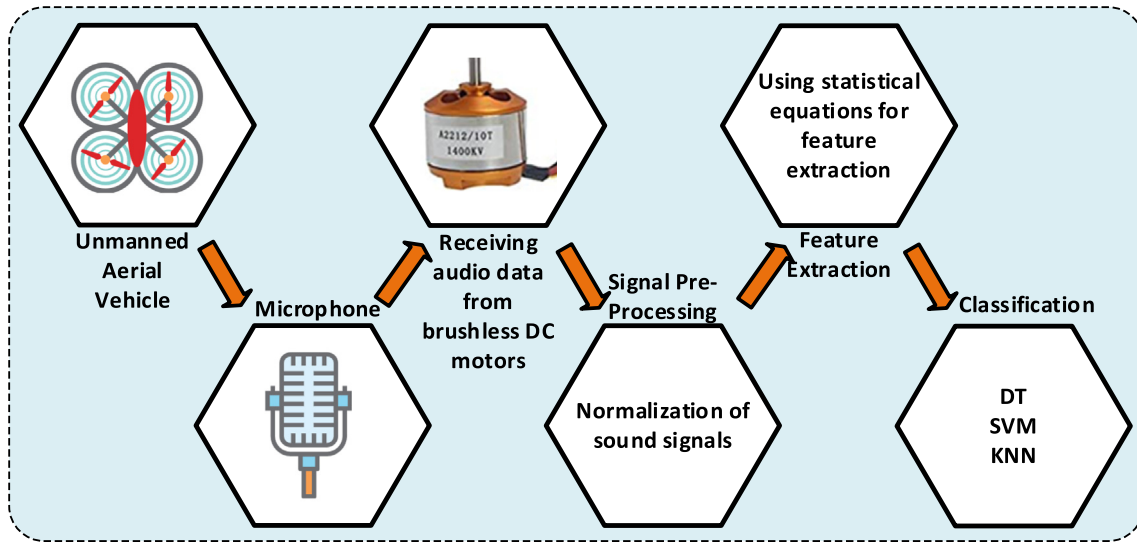 Unmanned
Aerial
Vehicle
Microphone
A2212/10T
1400KV
Receiving
audio data
from
brushless DC
motors
Signal Pre-
Processing
Normalization of
sound signals
Using statistical
equations for
feature
extraction
Feature
Extraction
Classification
DT
SVM
KNN